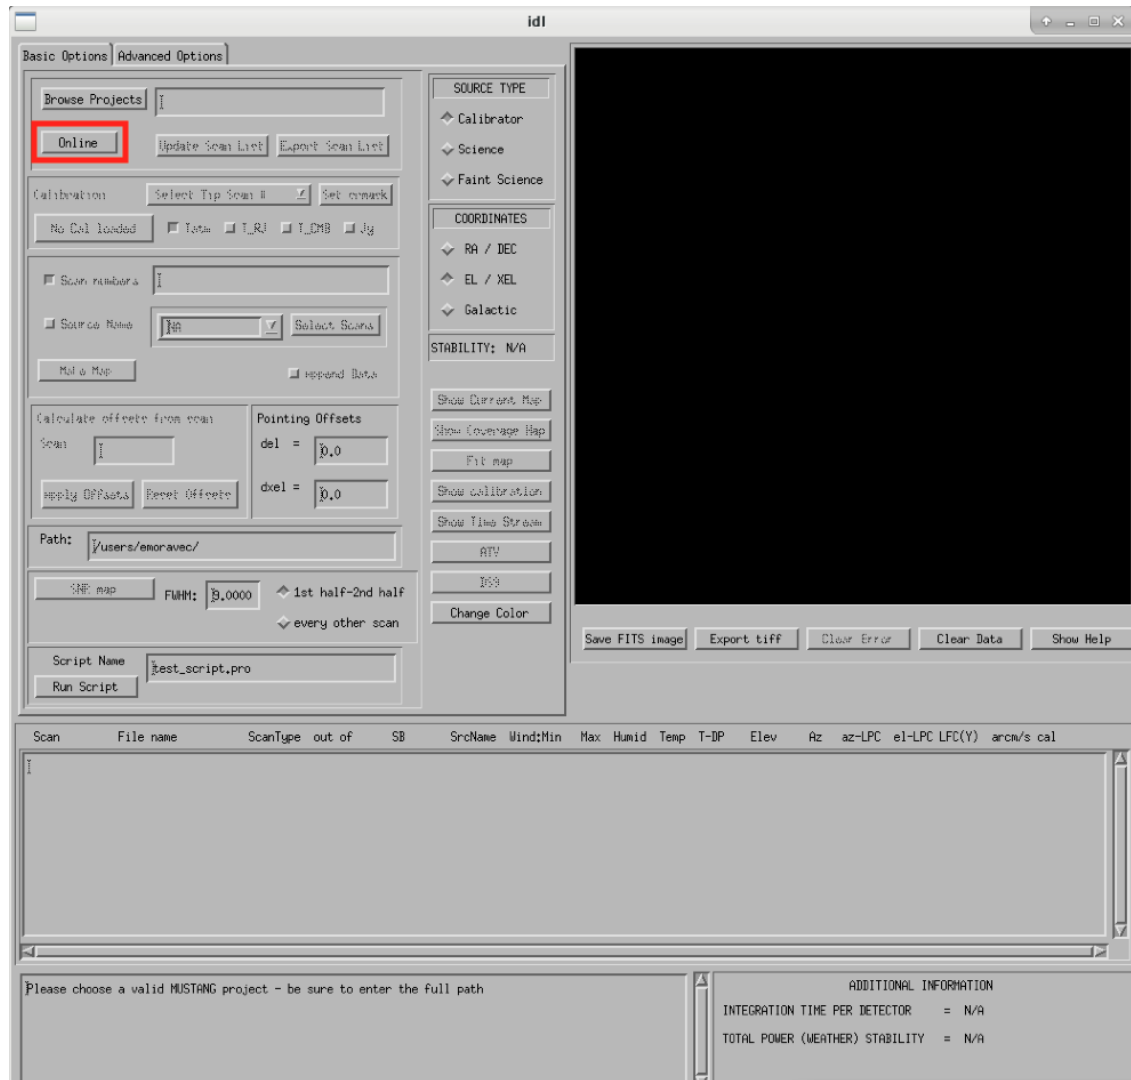 idl
Basic Options Advanced Options
Browse Projects
Online Update Scan List Export Scan List
Calibration Select Tip Scan # Set crmask
No Cal loaded Tatm T_RJ T_CMB Jy
Scan numbers
Source Name NA Select Scans
Make Map Append Data
Calculate offsets from scan
Scan
Apply Offsets Reset Offsets
Pointing Offsets
del = 0.0
dxel = 0.0
Path: /users/emoravec/
SNR map FWHM: 9.0000 1st half-2nd half
every other scan
Script Name test_script.pro
Run Script
SOURCE TYPE
Calibrator
Science
Faint Science
COORDINATES
RA / DEC
EL / XEL
Galactic
STABILITY: N/A
Show Current Map
Show Coverage Map
Fit map
Show calibration
Show Time Stream
ATV
DS9
Change Color
Save FITS image Export tiff Clear Error Clear Data Show Help
Scan File name ScanType out of SB SrcName Wind:Min Max Humid Temp T-DP Elev Az az-LPC el-LPC LFC(Y) arcm/s cal
Please choose a valid MUSTANG project - be sure to enter the full path
ADDITIONAL INFORMATION
INTEGRATION TIME PER DETECTOR = N/A
TOTAL POWER (WEATHER) STABILITY = N/A